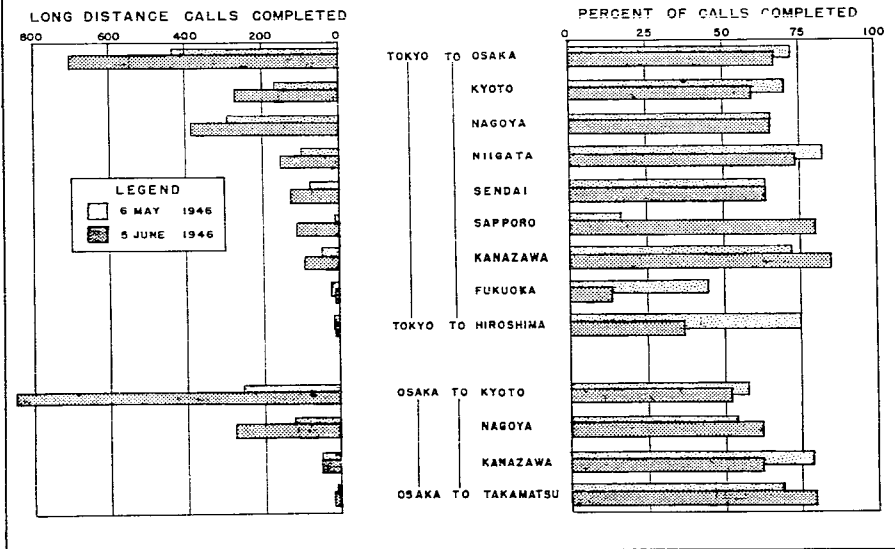 LONG DISTANCE CALLS COMPLETED
800 600 400 200 0
LEGEND
6 MAY 1946
5 JUNE 1946
PERCENT OF CALLS COMPLETED
0 25 50 75 100
TOKYO TO OSAKA
KYOTO
NAGOYA
NIIGATA
SENDAI
SAPPORO
KANAZAWA
FUKUOKA
TOKYO TO HIROSHIMA
OSAKA TO KYOTO
NAGOYA
KANAZAWA
OSAKA TO TAKAMATSU